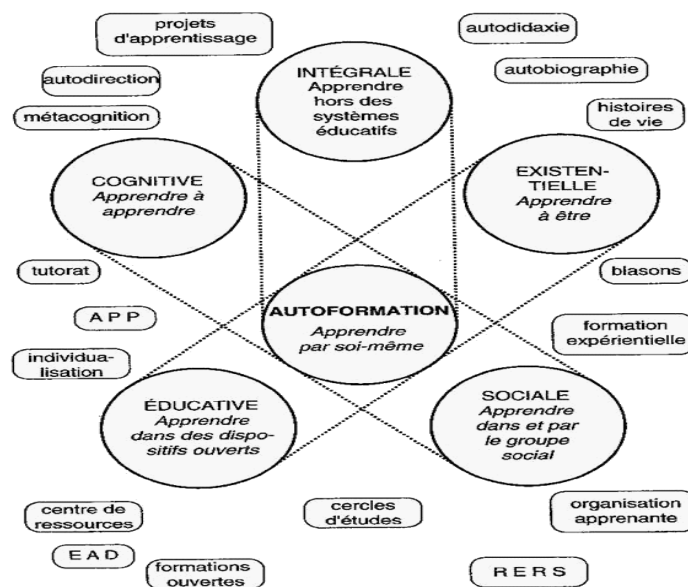 projets
d'apprentissage
autodidaxie
autodirection
INTÉGRALE
Apprendre
hors des
systèmes
éducatifs
autobiographie
métacognition
histoires
de vie
COGNITIVE
Apprendre à
apprendre
EXISTEN-
TIELLE
Apprendre
à être
tutorat
blasons
AUTOFORMATION
Apprendre
par soi-même
A P P
formation
expérientielle
individua-
lisation
ÉDUCATIVE
Apprendre
dans des dispo-
sitifs ouverts
SOCIALE
Apprendre
dans et par
le groupe
social
centre de
ressources
cercles
d'études
organisation
apprenante
E A D
formations
ouvertes
R E R S